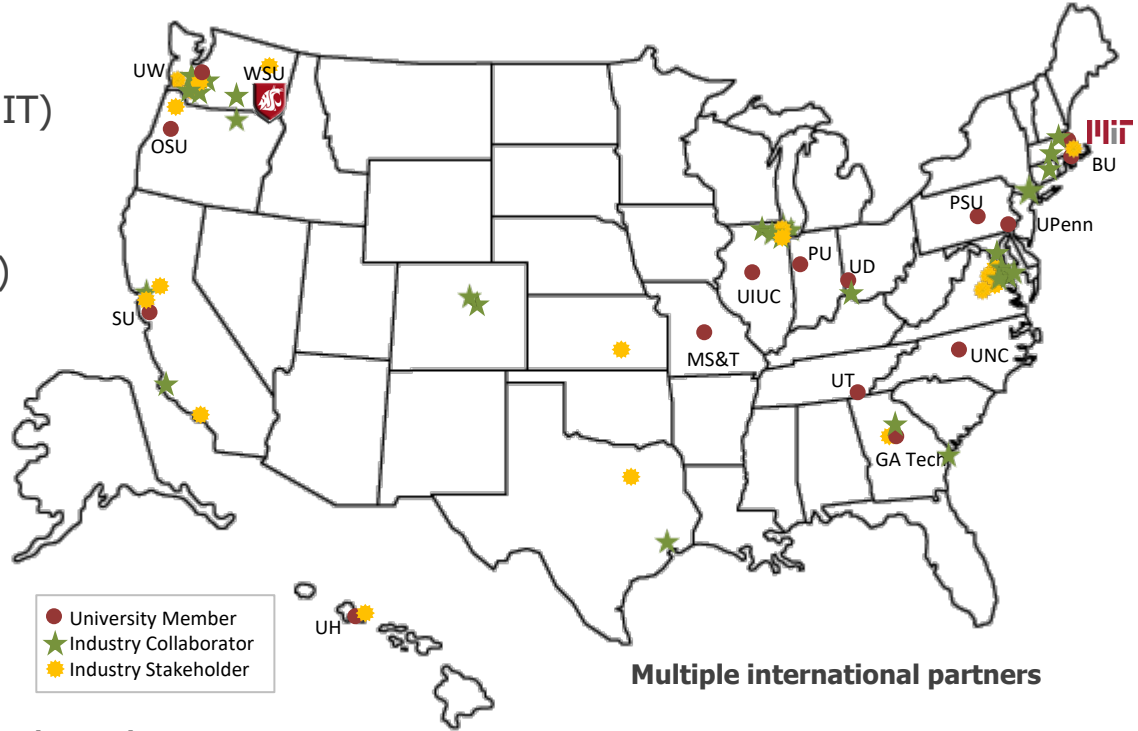 IT)
)
UW
WSU
OSU
MIT
BU
PSU
UPenn
PU
UD
UIUC
SU
MS&T
UNC
UT
GA Tech
UH
University Member
Industry Collaborator
Industry Stakeholder
Multiple international partners